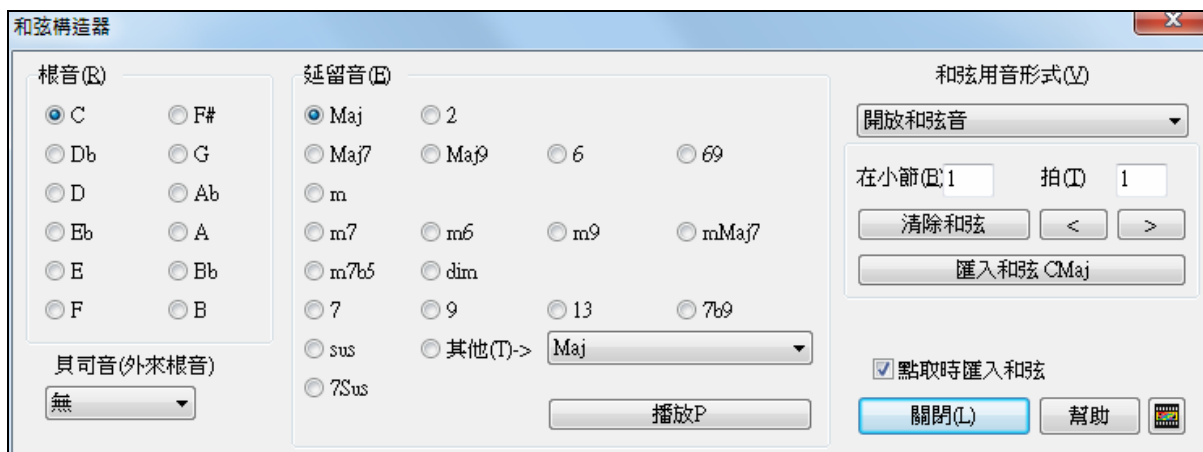 和弦構造器
x
根音(R)
C F#
Db G
D Ab
Eb A
E Bb
F B
貝司音(外來根音)
無
延留音(E)
Maj 2
Maj7 Maj9 6 69
m
m7 m6 m9 mMaj7
m7b5 dim
7 9 13 7b9
sus 其他(T)-> Maj
7Sus
播放P
和弦用音形式(V)
開放和弦音
在小節(B) 1 拍(T) 1
清除和弦 < >
匯入和弦 CMaj
點取時匯入和弦
關閉(L) 幫助